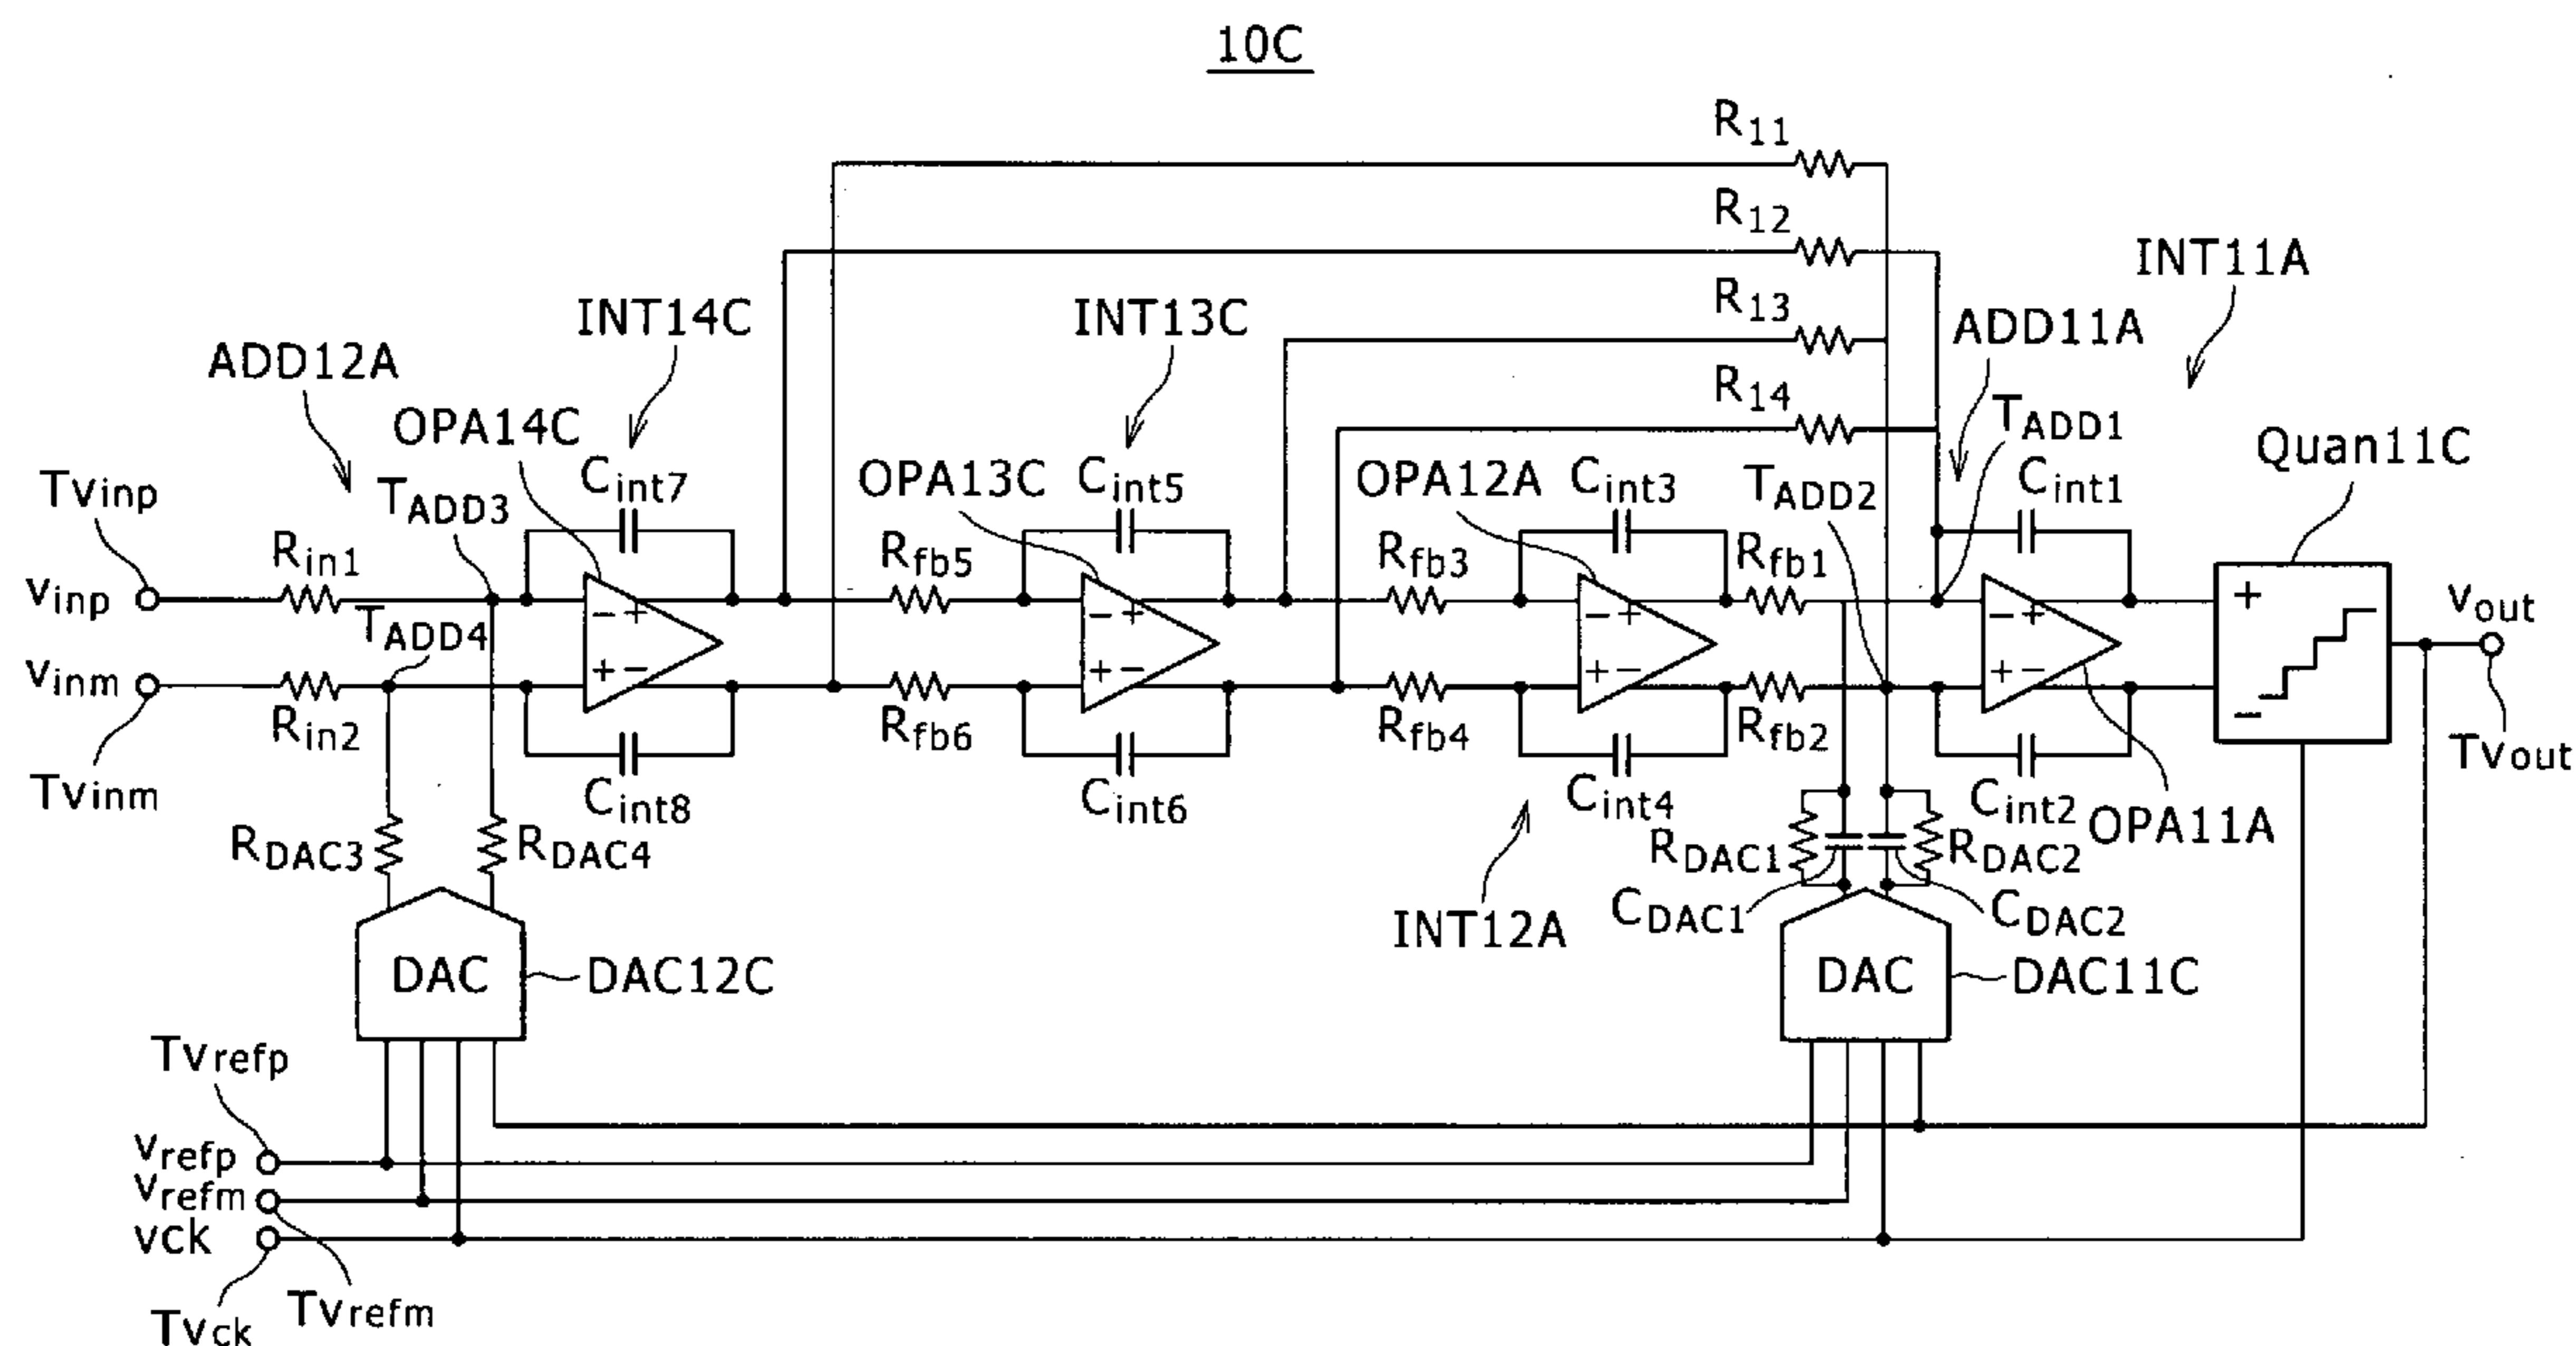 10C
R11
R12
R13
R14
INT11A
INT14C
INT13C
ADD11A
ADD12A
OPA14C
TADD1
Quan11C
Tvinp
TADD3
Cint7
OPA13C
Cint5
OPA12A
Cint3
TADD2
Cint1
Rin1
Rfb5
Rfb3
Rfb1
vinp
TADD4
− +
− +
− +
− +
+
vout
vinm
+ −
+ −
+ −
+ −
−
Rin2
Rfb6
Rfb4
Rfb2
Tvout
Tvinm
Cint8
Cint6
Cint4
Cint2
OPA11A
RDAC3
RDAC4
RDAC1
RDAC2
CDAC1
CDAC2
INT12A
DAC
DAC12C
DAC
DAC11C
Tvrefp
vrefp
vrefm
vck
Tvrefm
Tvck